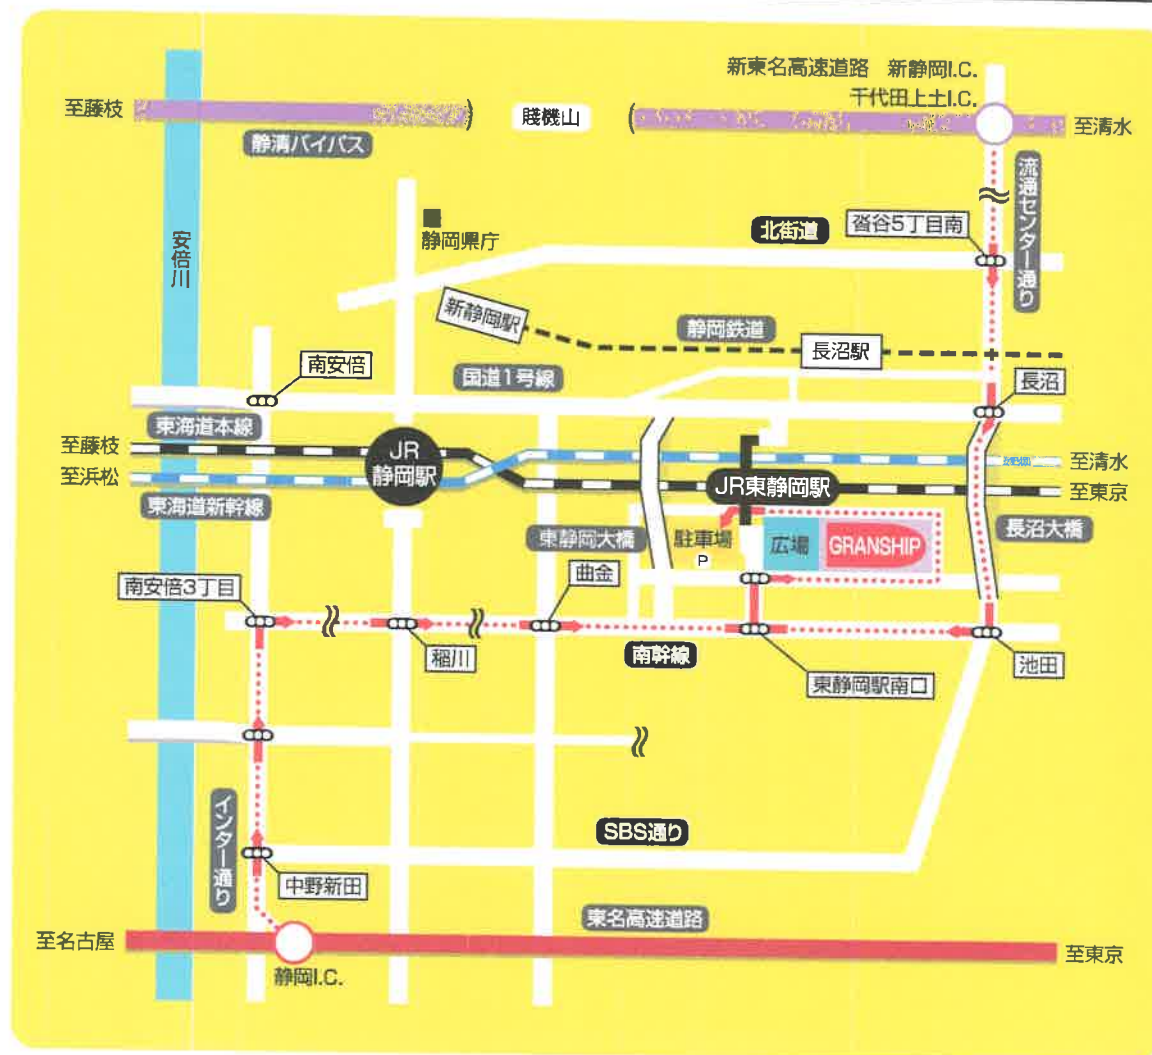 新東名高速道路 新静岡I.C.
千代田上土I.C.
至藤枝
賤機山
至清水
静清バイパス
流通センター通り
沓谷5丁目南
北街道
静岡県庁
安倍川
新静岡駅
静岡鉄道
長沼駅
南安倍
国道1号線
長沼
東海道本線
至藤枝
JR
静岡駅
至清水
至浜松
JR東静岡駅
至東京
東海道新幹線
東静岡大橋
駐車場
P
広場
GRANSHIP
長沼大橋
曲金
南安倍3丁目
稲川
南幹線
池田
東静岡駅南口
インター通り
SBS通り
中野新田
東名高速道路
至名古屋
至東京
静岡I.C.